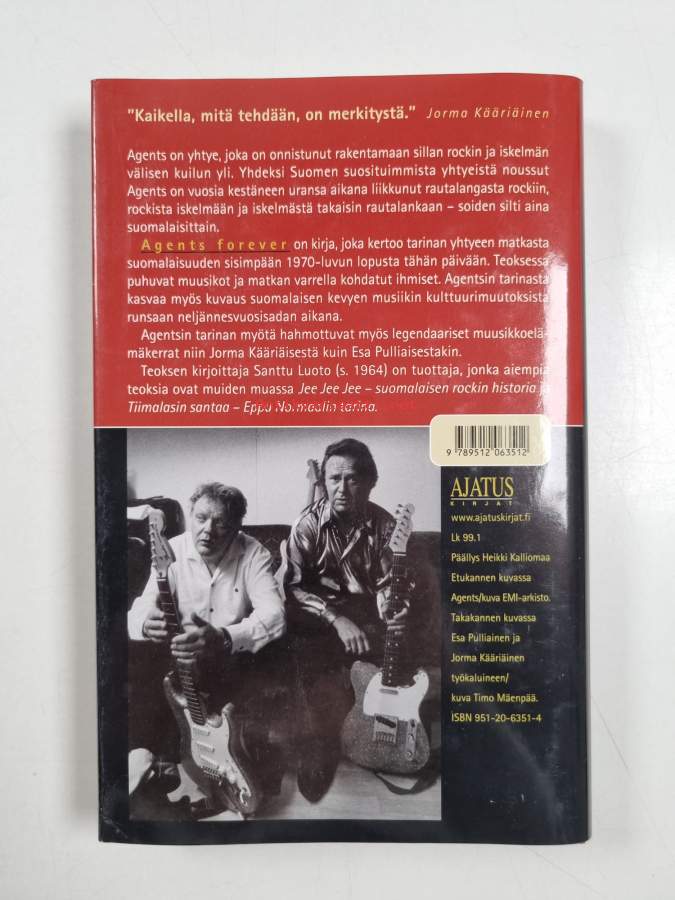 "Kaikella, mitä tehdään, on merkitystä." Jorma Kääriäinen
Agents on yhtye, joka on onnistunut rakentamaan sillan rockin ja iskelmän
välisen kuilun yli. Yhdeksi Suomen suosituimmista yhtyeistä noussut
Agents on vuosia kestäneen uransa aikana liikkunut rautalangasta rockiin,
rockista iskelmään ja iskelmästä takaisin rautalankaan – soiden silti aina
suomalaisittain.
Agents forever on kirja, joka kertoo tarinan yhtyeen matkasta
suomalaisuuden sisimpään 1970-luvun lopusta tähän päivään. Teoksessa
puhuvat muusikot ja matkan varrella kohdatut ihmiset. Agentsin tarinasta
kasvaa myös kuvaus suomalaisen kevyen musiikin kulttuurimuutoksista
runsaan neljännesvuosisadan aikana.
Agentsin tarinan myötä hahmottuvat myös legendaariset muusikkoelä-
mäkerrat niin Jorma Kääriäisestä kuin Esa Pulliaisestakin.
Teoksen kirjoittaja Santtu Luoto (s. 1964) on tuottaja, jonka aiempia
teoksia ovat muiden muassa Jee Jee Jee – suomalaisen rockin historia ja
Tiimalasin santaa – Eppu Normaalin tarina.
9 789512 063512
AJATUS
KIRJAT
www.ajatuskirjat.fi
Lk 99.1
Päällys Heikki Kalliomaa
Etukannen kuvassa
Agents/kuva EMI-arkisto.
Takakannen kuvassa
Esa Pulliainen ja
Jorma Kääriäinen
työkaluineen/
kuva Timo Mäenpää.
ISBN 951-20-6351-4